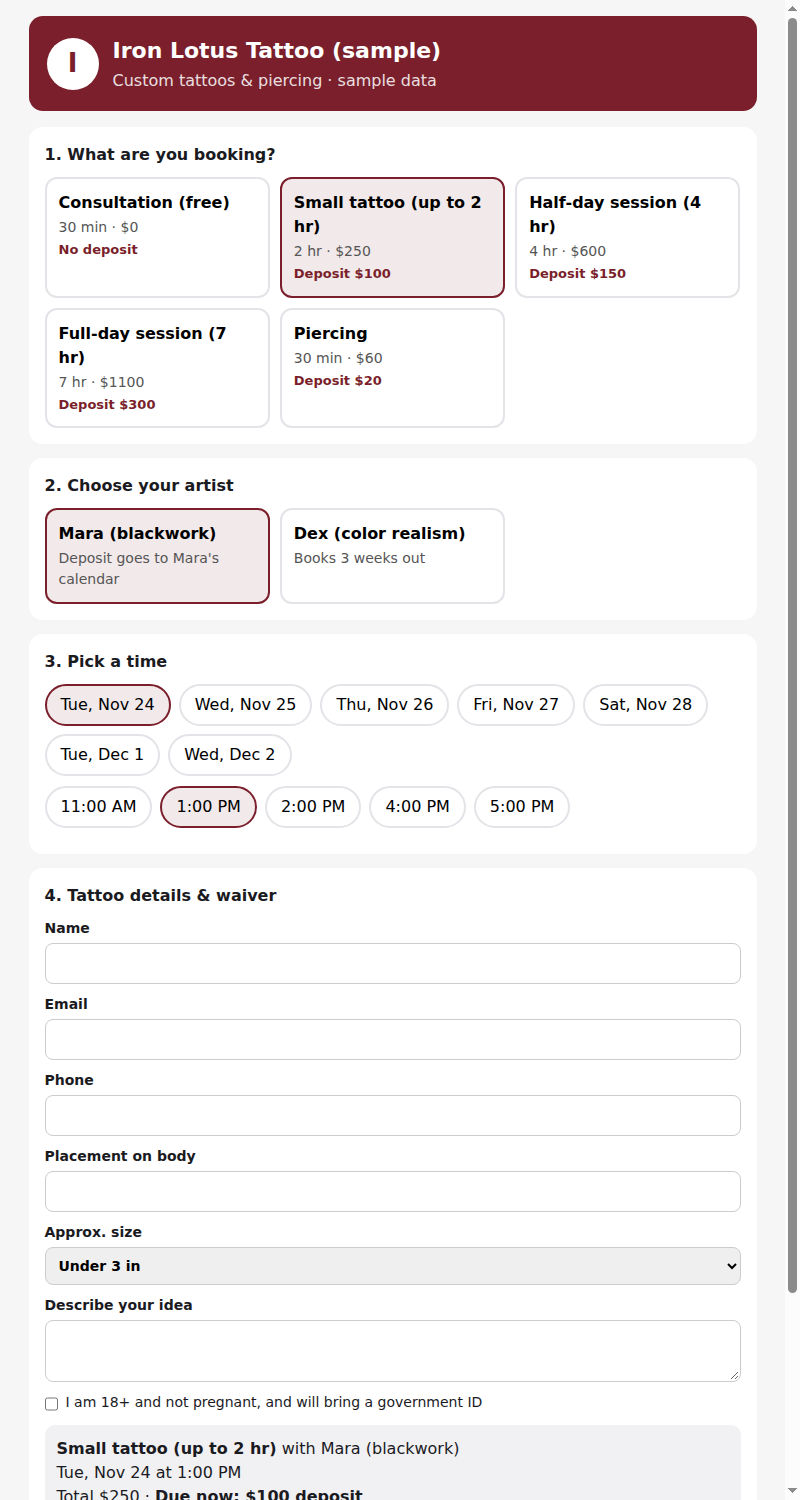 I
Iron Lotus Tattoo (sample)
Custom tattoos & piercing · sample data
1. What are you booking?
Consultation (free)
30 min · $0
No deposit
Small tattoo (up to 2
hr)
2 hr · $250
Deposit $100
Half-day session (4
hr)
4 hr · $600
Deposit $150
Full-day session (7
hr)
7 hr · $1100
Deposit $300
Piercing
30 min · $60
Deposit $20
2. Choose your artist
Mara (blackwork)
Deposit goes to Mara's
calendar
Dex (color realism)
Books 3 weeks out
3. Pick a time
Tue, Nov 24
Wed, Nov 25
Thu, Nov 26
Fri, Nov 27
Sat, Nov 28
Tue, Dec 1
Wed, Dec 2
11:00 AM
1:00 PM
2:00 PM
4:00 PM
5:00 PM
4. Tattoo details & waiver
Name
Email
Phone
Placement on body
Approx. size
Under 3 in
Describe your idea
I am 18+ and not pregnant, and will bring a government ID
Small tattoo (up to 2 hr) with Mara (blackwork)
Tue, Nov 24 at 1:00 PM
Total $250 · Due now: $100 deposit